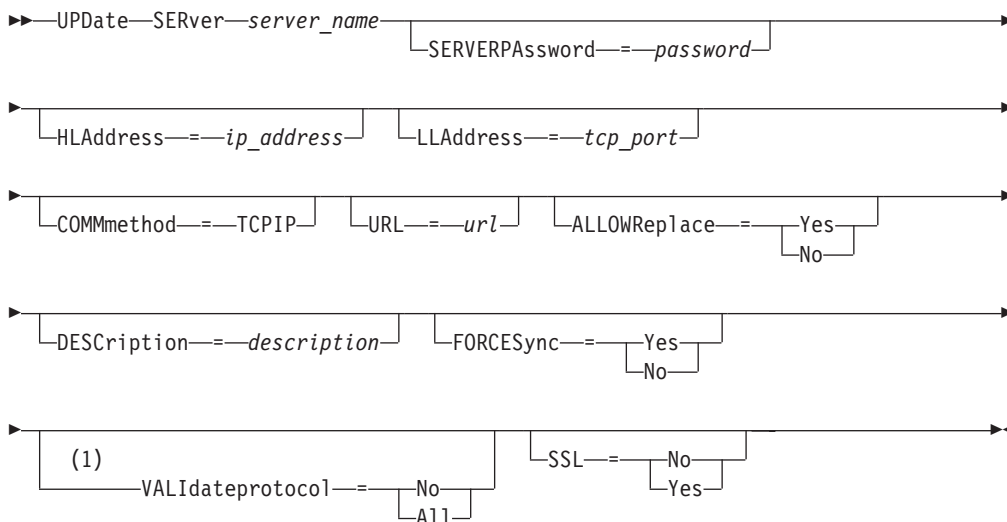 UPDate SERver server_name
SERVERPAssword = password
HLAddress = ip_address LLAddress = tcp_port
COMMmethod = TCPIP URL = url ALLOWReplace = Yes
No
DESCription = description FORCESync = Yes
No
(1)
VALIdateprotocol = No
All
SSL = No
Yes